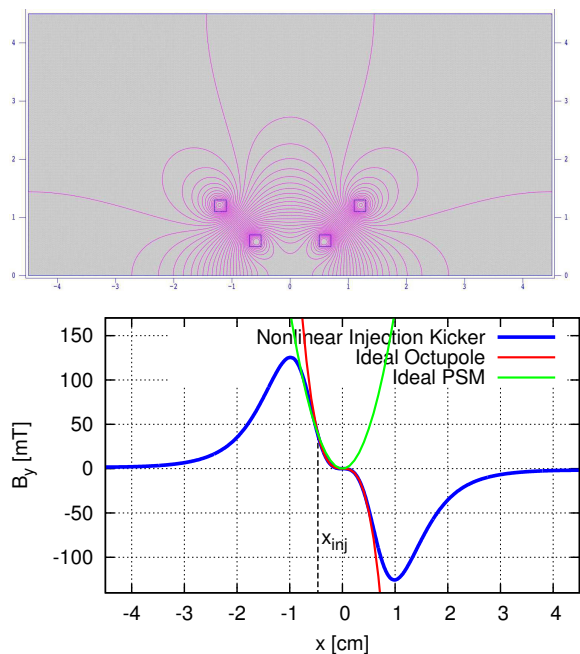 4
4
3
3
2
2
1
1
0
0
-4 -3 -2 -1 0 1 2 3 4
150
100
50
0
-50
-100
B_y [mT]
Nonlinear Injection Kicker
Ideal Octupole
Ideal PSM
x_inj
-4 -3 -2 -1 0 1 2 3 4
x [cm]